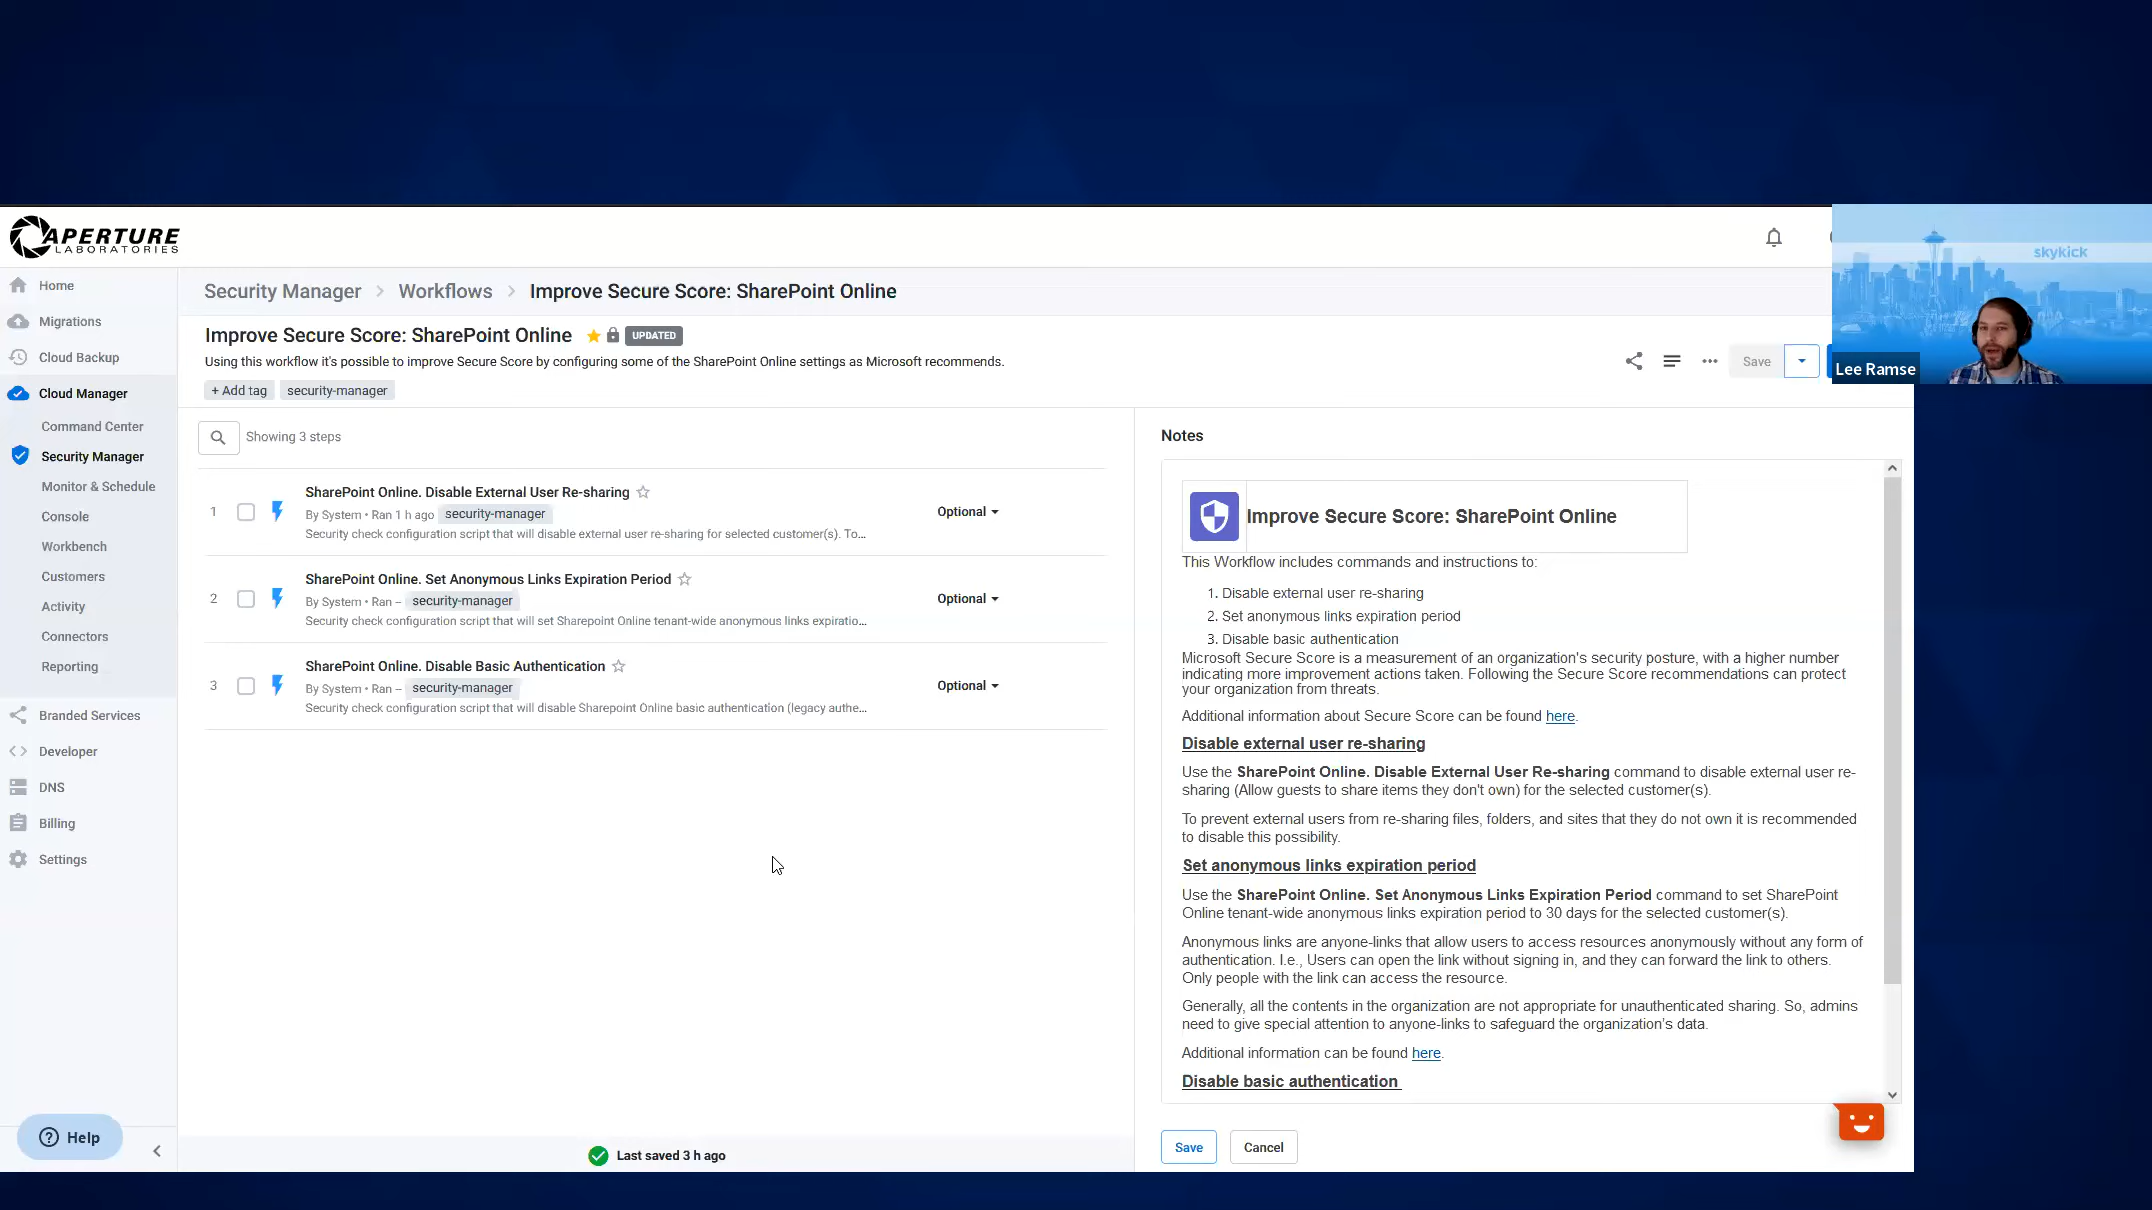 APERTURE
LABORATORIES
skykick
Lee Ramse
Home
Migrations
Cloud Backup
Cloud Manager
Command Center
Security Manager
Monitor & Schedule
Console
Workbench
Customers
Activity
Connectors
Reporting
Branded Services
Developer
DNS
Billing
Settings
Help
Security Manager > Workflows > Improve Secure Score: SharePoint Online
Improve Secure Score: SharePoint Online UPDATED
Using this workflow it's possible to improve Secure Score by configuring some of the SharePoint Online settings as Microsoft recommends.
+ Add tag security-manager
Save
Showing 3 steps
1 SharePoint Online. Disable External User Re-sharing
By System • Ran 1 h ago security-manager
Security check configuration script that will disable external user re-sharing for selected customer(s). To...
Optional
2 SharePoint Online. Set Anonymous Links Expiration Period
By System • Ran – security-manager
Security check configuration script that will set Sharepoint Online tenant-wide anonymous links expiratio...
Optional
3 SharePoint Online. Disable Basic Authentication
By System • Ran – security-manager
Security check configuration script that will disable Sharepoint Online basic authentication (legacy authe...
Optional
Last saved 3 h ago
Notes
Improve Secure Score: SharePoint Online
This Workflow includes commands and instructions to:
1. Disable external user re-sharing
2. Set anonymous links expiration period
3. Disable basic authentication
Microsoft Secure Score is a measurement of an organization's security posture, with a higher number
indicating more improvement actions taken. Following the Secure Score recommendations can protect
your organization from threats.
Additional information about Secure Score can be found here.
Disable external user re-sharing
Use the SharePoint Online. Disable External User Re-sharing command to disable external user re-
sharing (Allow guests to share items they don't own) for the selected customer(s).
To prevent external users from re-sharing files, folders, and sites that they do not own it is recommended
to disable this possibility.
Set anonymous links expiration period
Use the SharePoint Online. Set Anonymous Links Expiration Period command to set SharePoint
Online tenant-wide anonymous links expiration period to 30 days for the selected customer(s).
Anonymous links are anyone-links that allow users to access resources anonymously without any form of
authentication. I.e., Users can open the link without signing in, and they can forward the link to others.
Only people with the link can access the resource.
Generally, all the contents in the organization are not appropriate for unauthenticated sharing. So, admins
need to give special attention to anyone-links to safeguard the organization's data.
Additional information can be found here.
Disable basic authentication
Save
Cancel